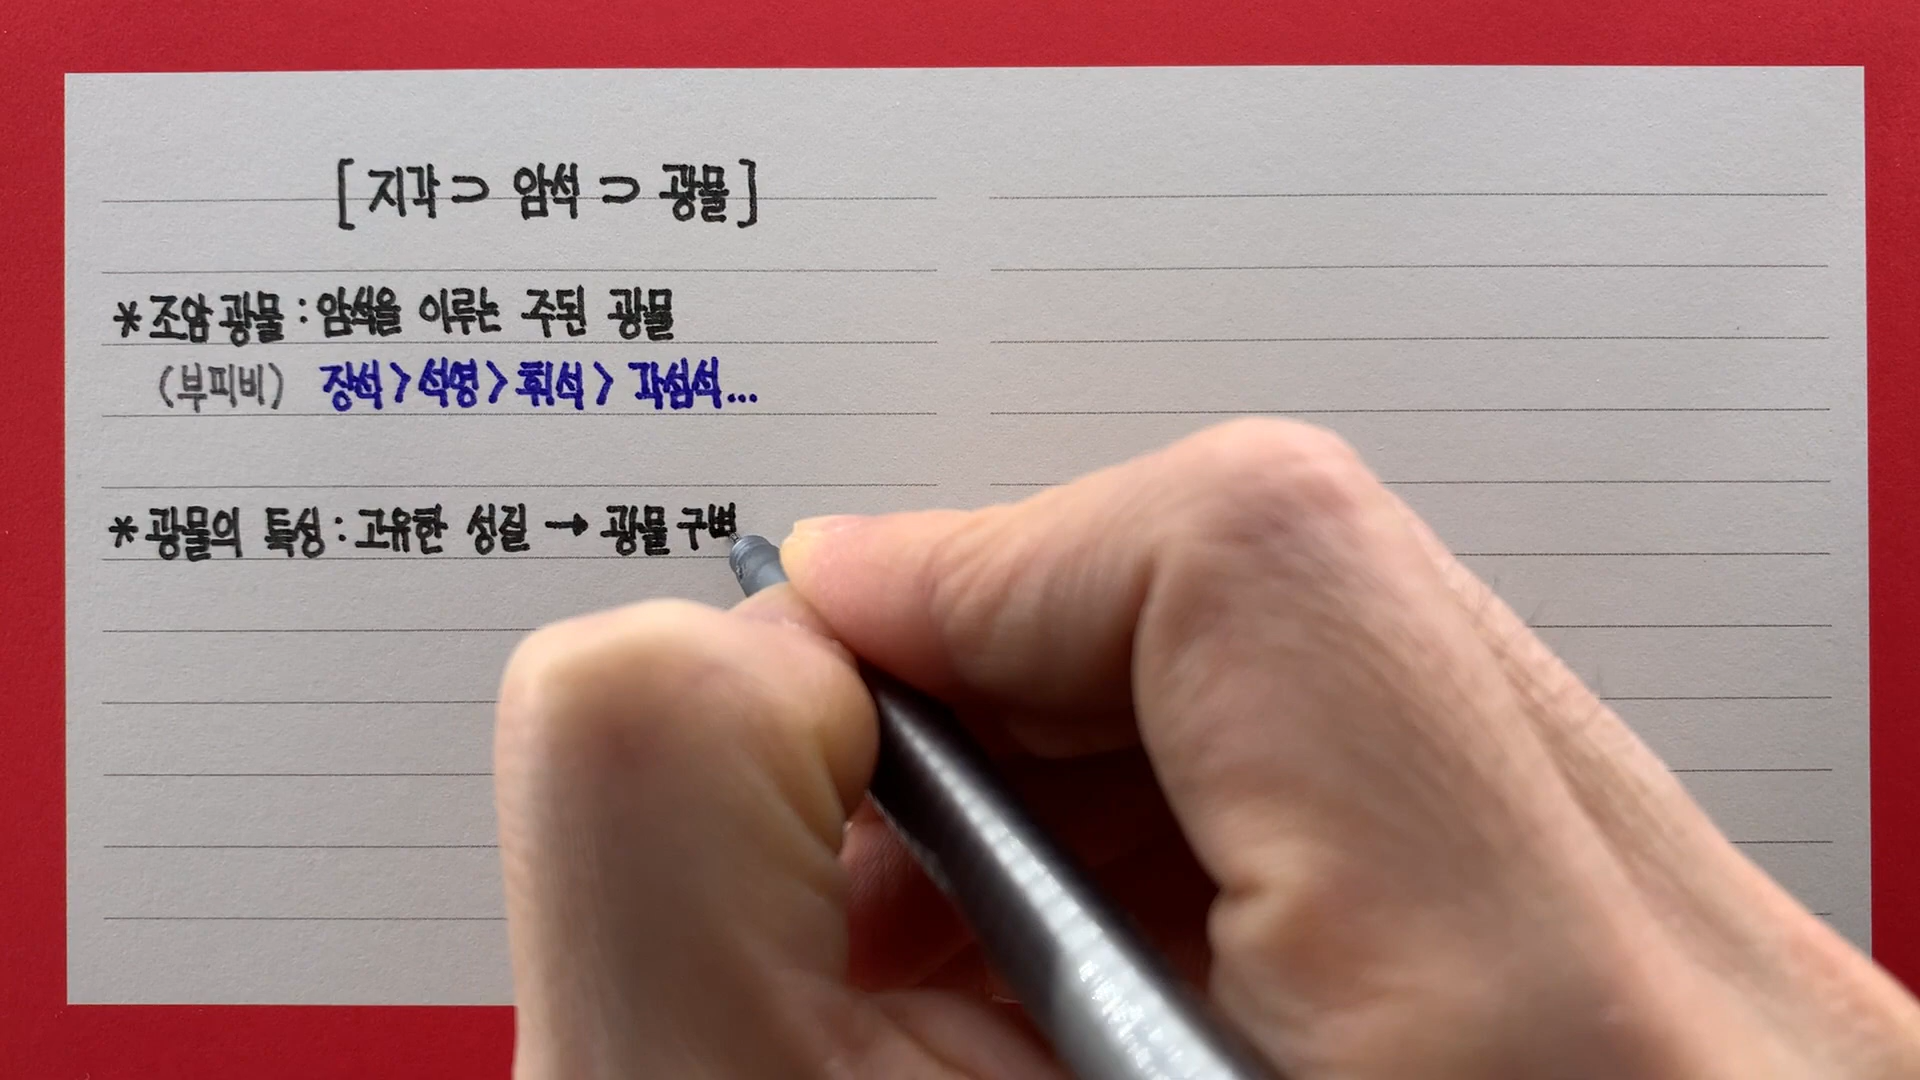 [지각 ⊃ 암석 ⊃ 광물]
* 조암 광물 : 암석을 이루는 주된 광물
(부피비) 장석 > 석영 > 휘석 > 각섬석...
* 광물의 특성 : 고유한 성질 → 광물